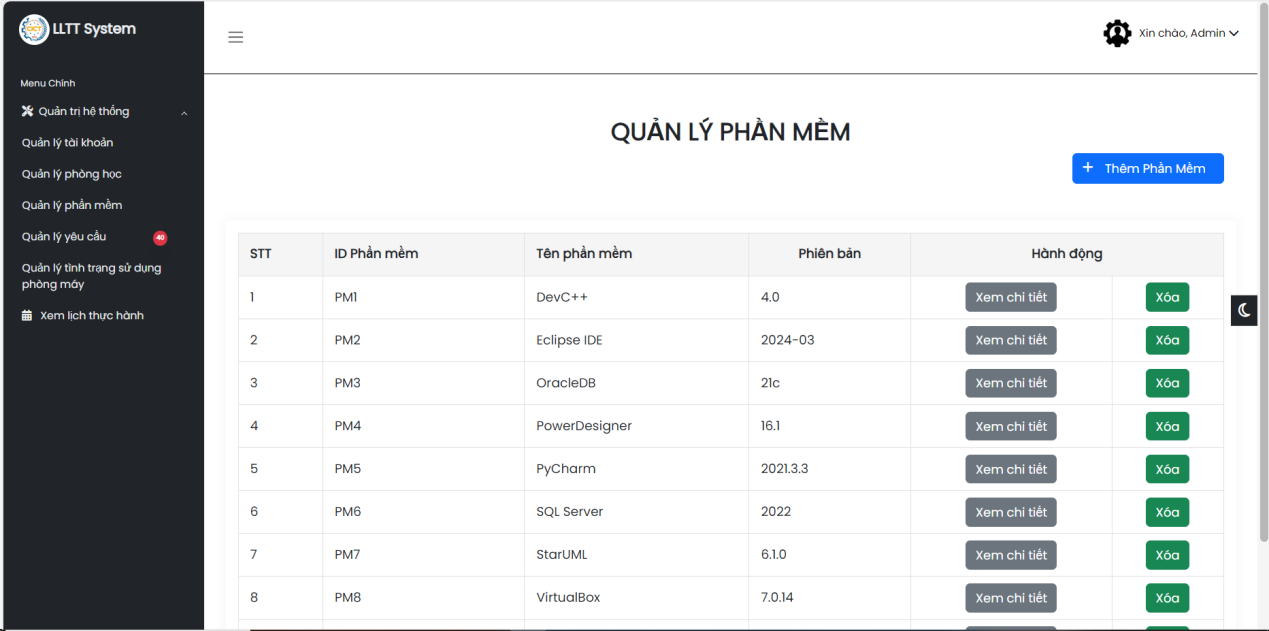 CICT LLTT System
Xin chào, Admin
Menu Chính
Quản trị hệ thống
Quản lý tài khoản
Quản lý phòng học
Quản lý phần mềm
Quản lý yêu cầu 40
Quản lý tình trạng sử dụng
phòng máy
Xem lịch thực hành
QUẢN LÝ PHẦN MỀM
+ Thêm Phần Mềm
STT ID Phần mềm Tên phần mềm Phiên bản Hành động
1 PM1 DevC++ 4.0 Xem chi tiết Xóa
2 PM2 Eclipse IDE 2024-03 Xem chi tiết Xóa
3 PM3 OracleDB 21c Xem chi tiết Xóa
4 PM4 PowerDesigner 16.1 Xem chi tiết Xóa
5 PM5 PyCharm 2021.3.3 Xem chi tiết Xóa
6 PM6 SQL Server 2022 Xem chi tiết Xóa
7 PM7 StarUML 6.1.0 Xem chi tiết Xóa
8 PM8 VirtualBox 7.0.14 Xem chi tiết Xóa